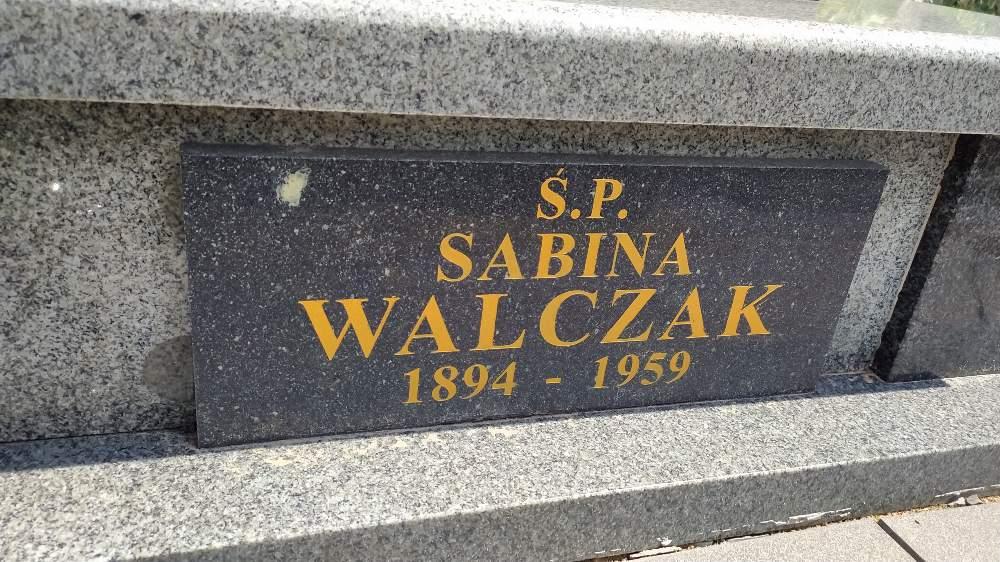 Ś.P.
SABINA
WALCZAK
1894 - 1959